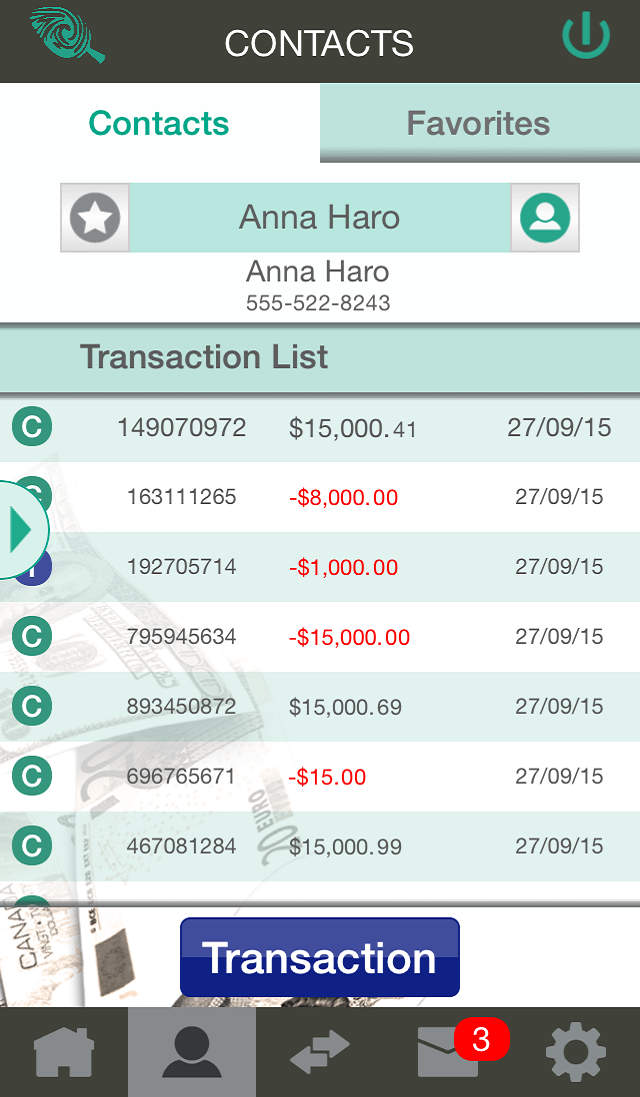 CONTACTS
Contacts
Favorites
Anna Haro
Anna Haro
555-522-8243
Transaction List
C 149070972 $15,000.41 27/09/15
163111265 -$8,000.00 27/09/15
192705714 -$1,000.00 27/09/15
C 795945634 -$15,000.00 27/09/15
C 893450872 $15,000.69 27/09/15
C 696765671 -$15.00 27/09/15
C 467081284 $15,000.99 27/09/15
20 EURO
CANADA
Transaction
3